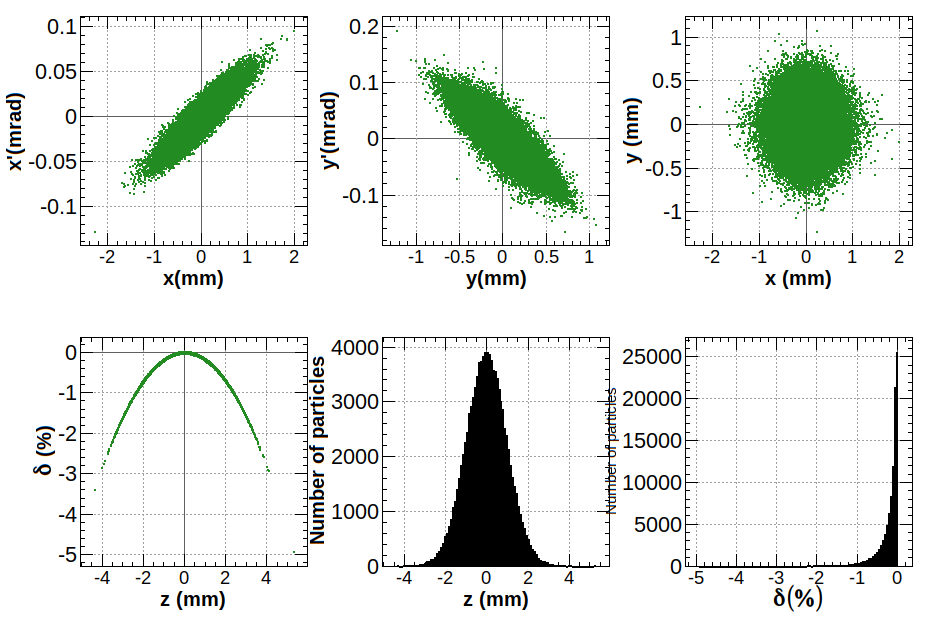 0.1
0.05
0
-0.05
-0.1
x'(mrad)
-2 -1 0 1 2
x(mm)
0.2
0.1
0
-0.1
y'(mrad)
-1 -0.5 0 0.5 1
y(mm)
1
0.5
0
-0.5
-1
y (mm)
-2 -1 0 1 2
x (mm)
0
-1
-2
-3
-4
-5
δ (%)
-4 -2 0 2 4
z (mm)
4000
3000
2000
1000
0
Number of particles
-4 -2 0 2 4
z (mm)
25000
20000
15000
10000
5000
0
Number of particles
-5 -4 -3 -2 -1 0
δ(%)